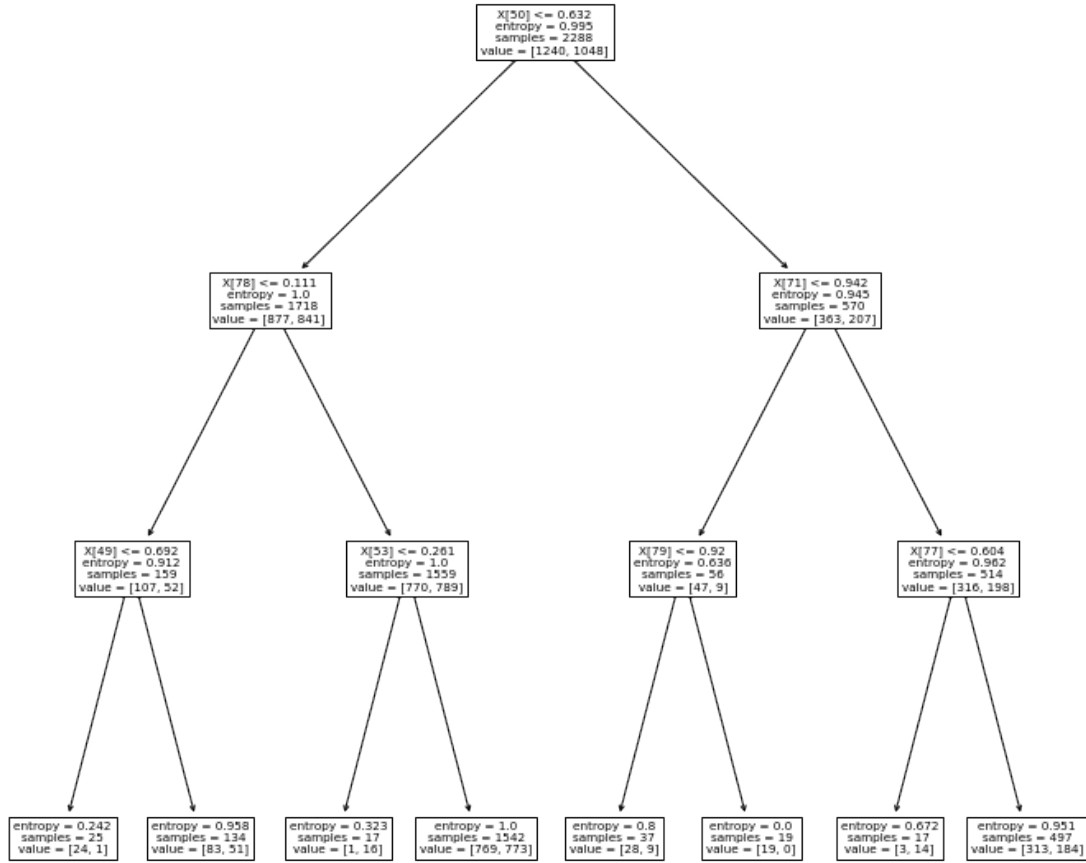 X[50] <= 0.632
entropy = 0.995
samples = 2288
value = [1240, 1048]
X[78] <= 0.111
entropy = 1.0
samples = 1718
value = [877, 841]
X[71] <= 0.942
entropy = 0.945
samples = 570
value = [363, 207]
X[49] <= 0.692
entropy = 0.912
samples = 159
value = [107, 52]
X[53] <= 0.261
entropy = 1.0
samples = 1559
value = [770, 789]
X[79] <= 0.92
entropy = 0.636
samples = 56
value = [47, 9]
X[77] <= 0.604
entropy = 0.962
samples = 514
value = [316, 198]
entropy = 0.242
samples = 25
value = [24, 1]
entropy = 0.958
samples = 134
value = [83, 51]
entropy = 0.323
samples = 17
value = [1, 16]
entropy = 1.0
samples = 1542
value = [769, 773]
entropy = 0.8
samples = 37
value = [28, 9]
entropy = 0.0
samples = 19
value = [19, 0]
entropy = 0.672
samples = 17
value = [3, 14]
entropy = 0.951
samples = 497
value = [313, 184]